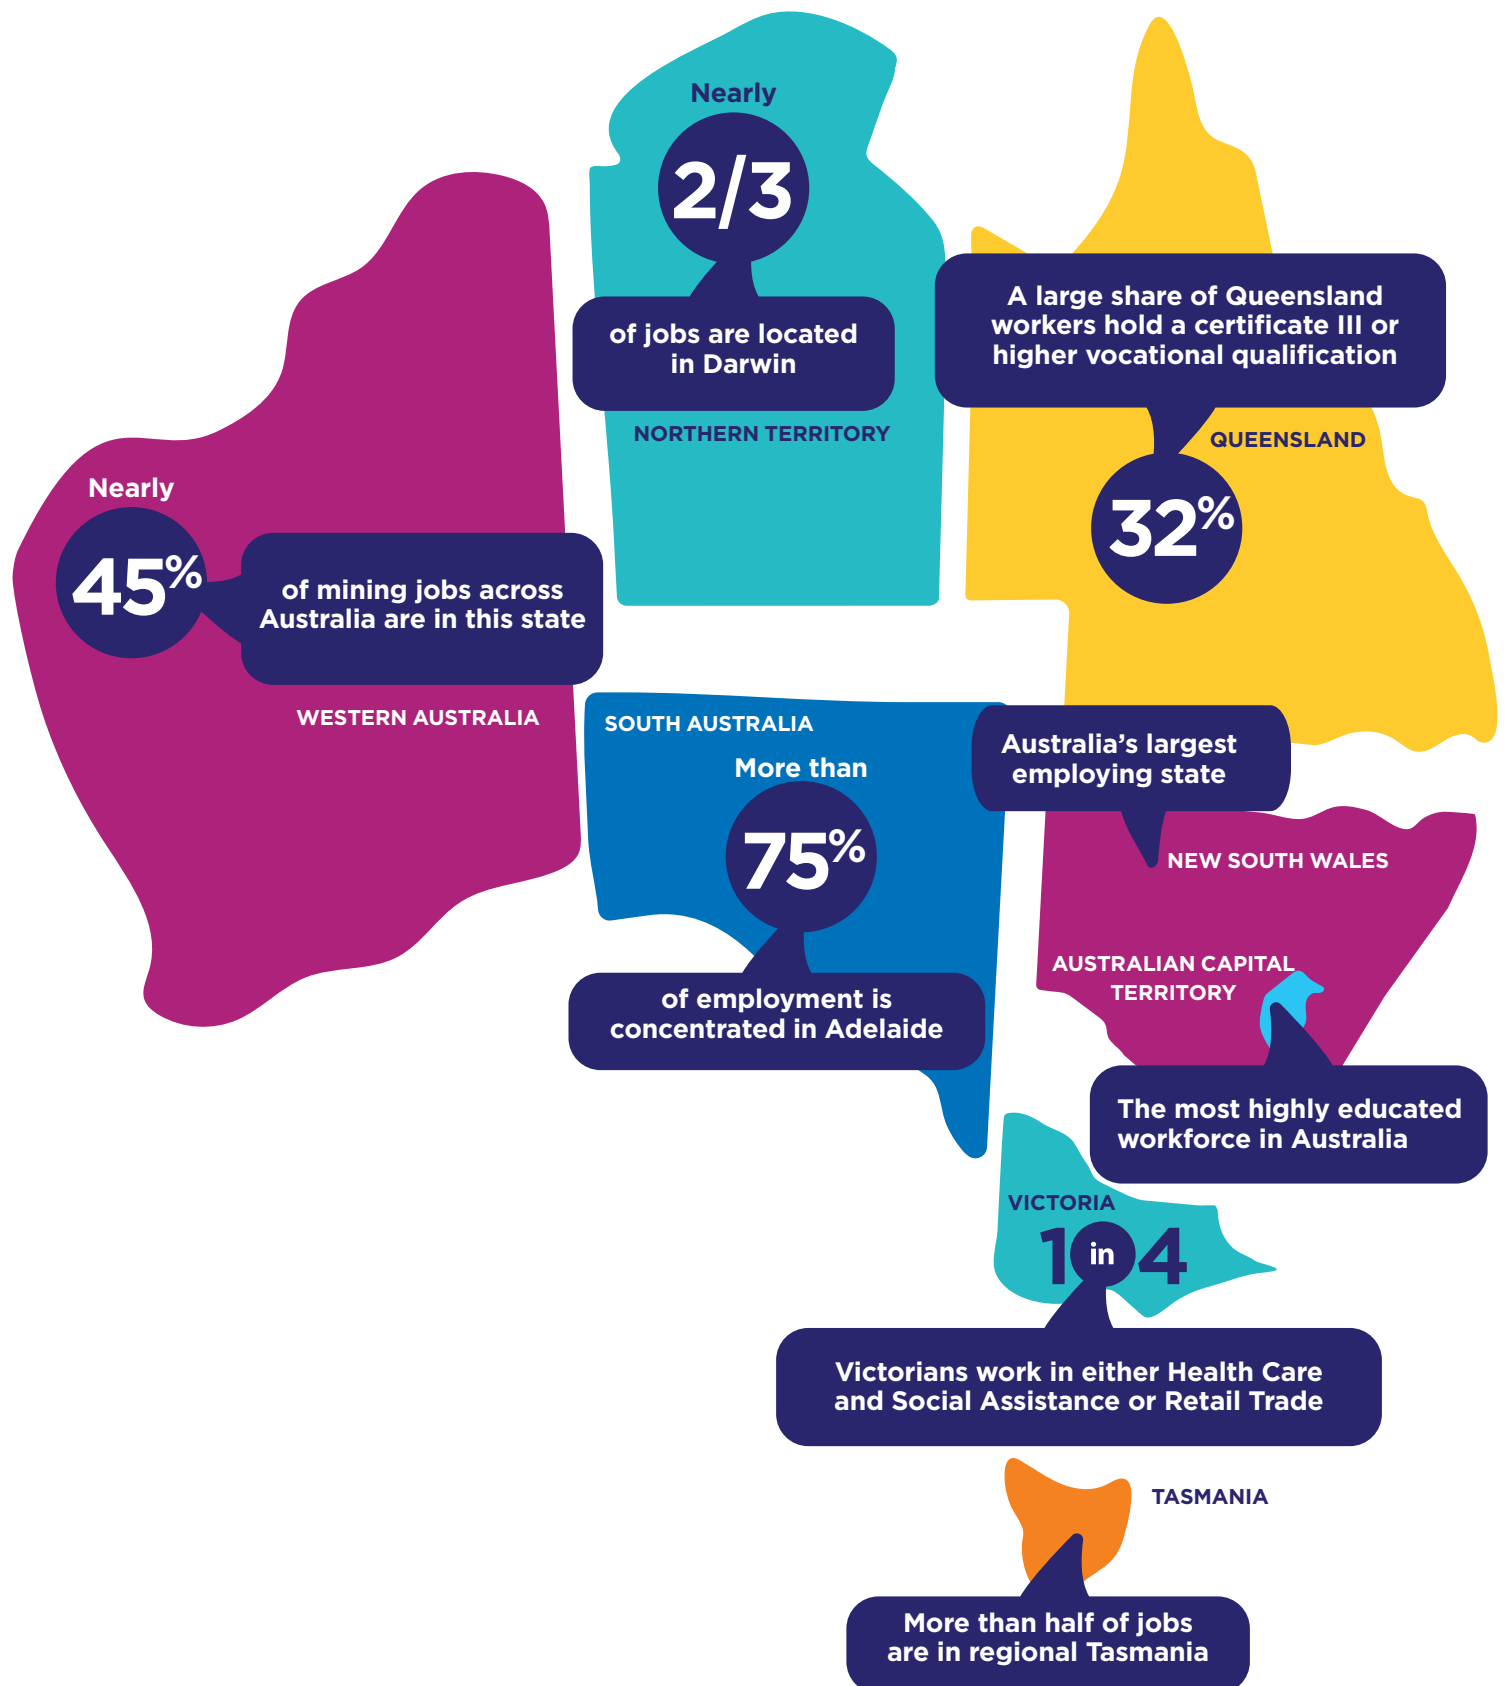 Nearly
2/3
of jobs are located
in Darwin
NORTHERN TERRITORY
A large share of Queensland
workers hold a certificate III or
higher vocational qualification
QUEENSLAND
32%
Nearly
45%
of mining jobs across
Australia are in this state
WESTERN AUSTRALIA
SOUTH AUSTRALIA
More than
75%
of employment is
concentrated in Adelaide
Australia’s largest
employing state
NEW SOUTH WALES
AUSTRALIAN CAPITAL
TERRITORY
The most highly educated
workforce in Australia
VICTORIA
1 in 4
Victorians work in either Health Care
and Social Assistance or Retail Trade
TASMANIA
More than half of jobs
are in regional Tasmania